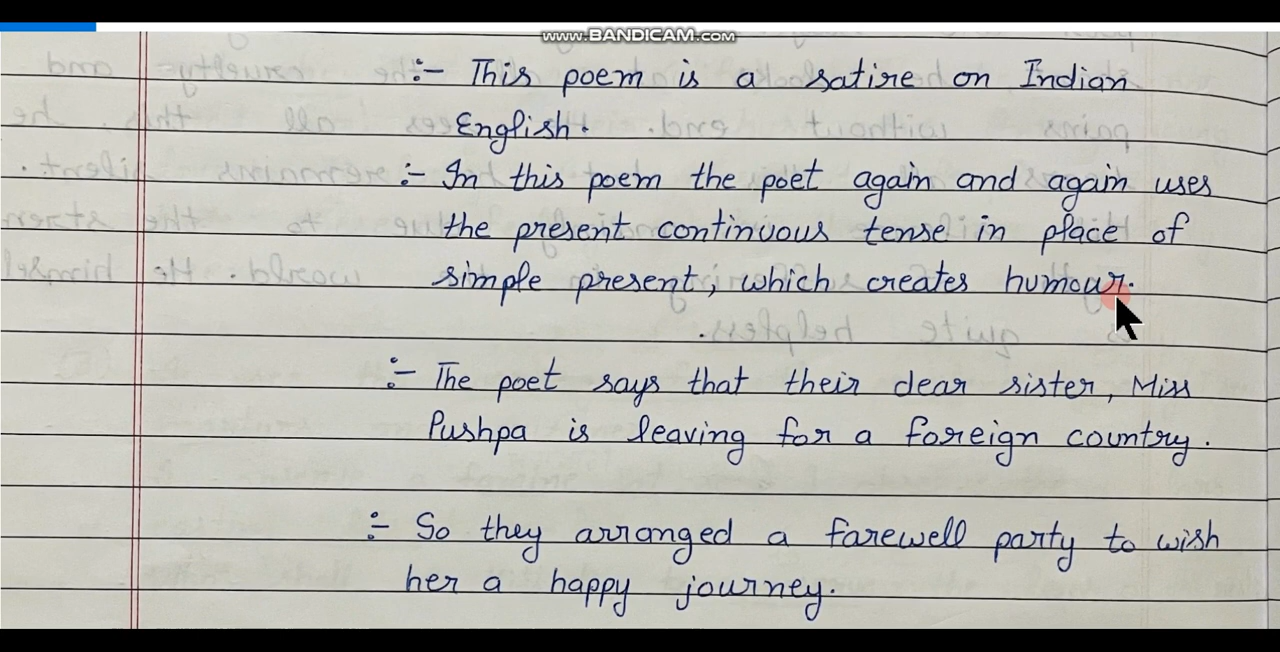 www.BANDICAM.com
:- This poem is a satire on Indian
English.
:- In this poem the poet again and again uses
the present continuous tense in place of
simple present, which creates humour.
:- The poet says that their dear sister, Miss
Pushpa is leaving for a foreign country.
:- So they arranged a farewell party to wish
her a happy journey.